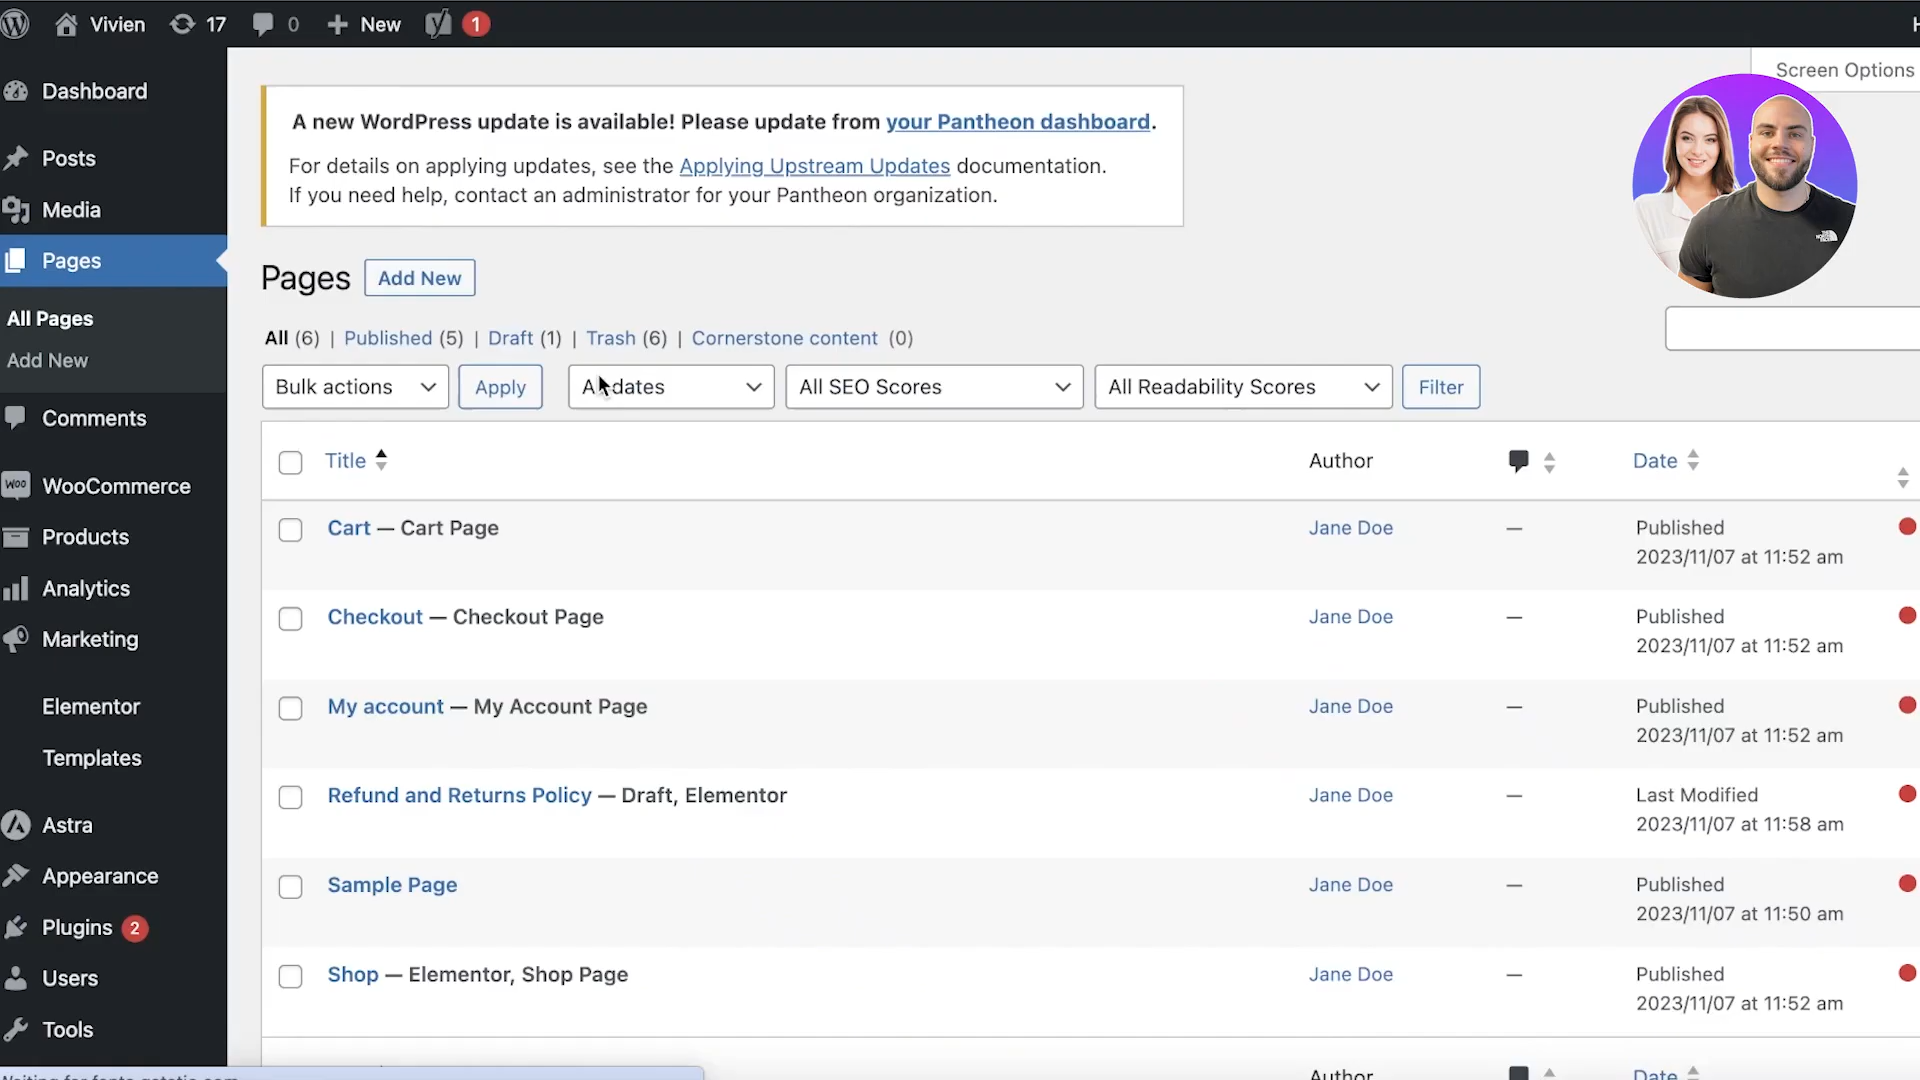 Vivien 17 0 + New 1
H
Screen Options
Dashboard
Posts
Media
Pages
All Pages
Add New
Comments
WOO WooCommerce
Products
Analytics
Marketing
Elementor
Templates
Astra
Appearance
Plugins 2
Users
Tools
A new WordPress update is available! Please update from your Pantheon dashboard.
For details on applying updates, see the Applying Upstream Updates documentation.
If you need help, contact an administrator for your Pantheon organization.
THE NORTH FACE
Pages Add New
All (6) | Published (5) | Draft (1) | Trash (6) | Cornerstone content (0)
Bulk actions Apply dates All SEO Scores All Readability Scores Filter
Title Author Date
Cart — Cart Page Jane Doe — Published
2023/11/07 at 11:52 am
Checkout — Checkout Page Jane Doe — Published
2023/11/07 at 11:52 am
My account — My Account Page Jane Doe — Published
2023/11/07 at 11:52 am
Refund and Returns Policy — Draft, Elementor Jane Doe — Last Modified
2023/11/07 at 11:58 am
Sample Page Jane Doe — Published
2023/11/07 at 11:50 am
Shop — Elementor, Shop Page Jane Doe — Published
2023/11/07 at 11:52 am
Author Date